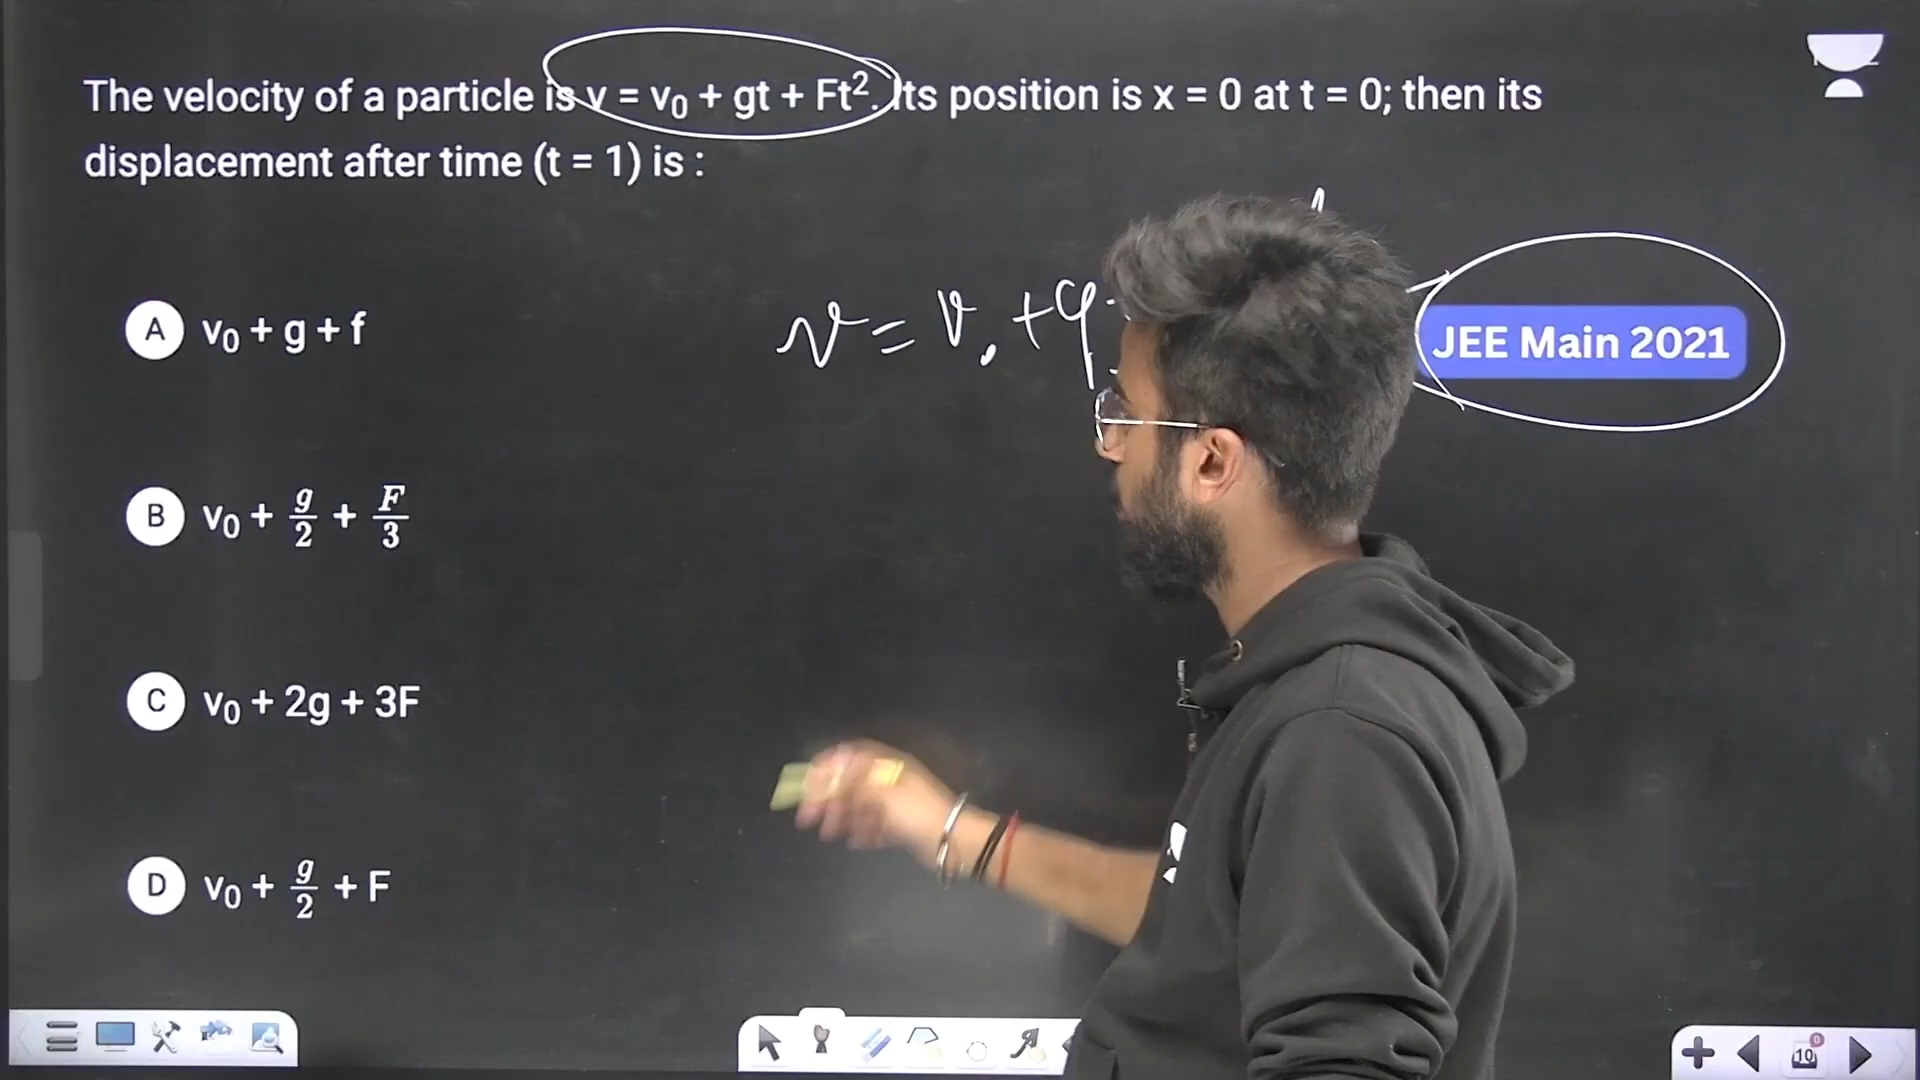 The velocity of a particle is v = v₀ + gt + Ft². Its position is x = 0 at t = 0; then its
displacement after time (t = 1) is :
v = v₀ + g
JEE Main 2021
A v₀ + g + f
B v₀ + g/2 + F/3
C v₀ + 2g + 3F
D v₀ + g/2 + F
10